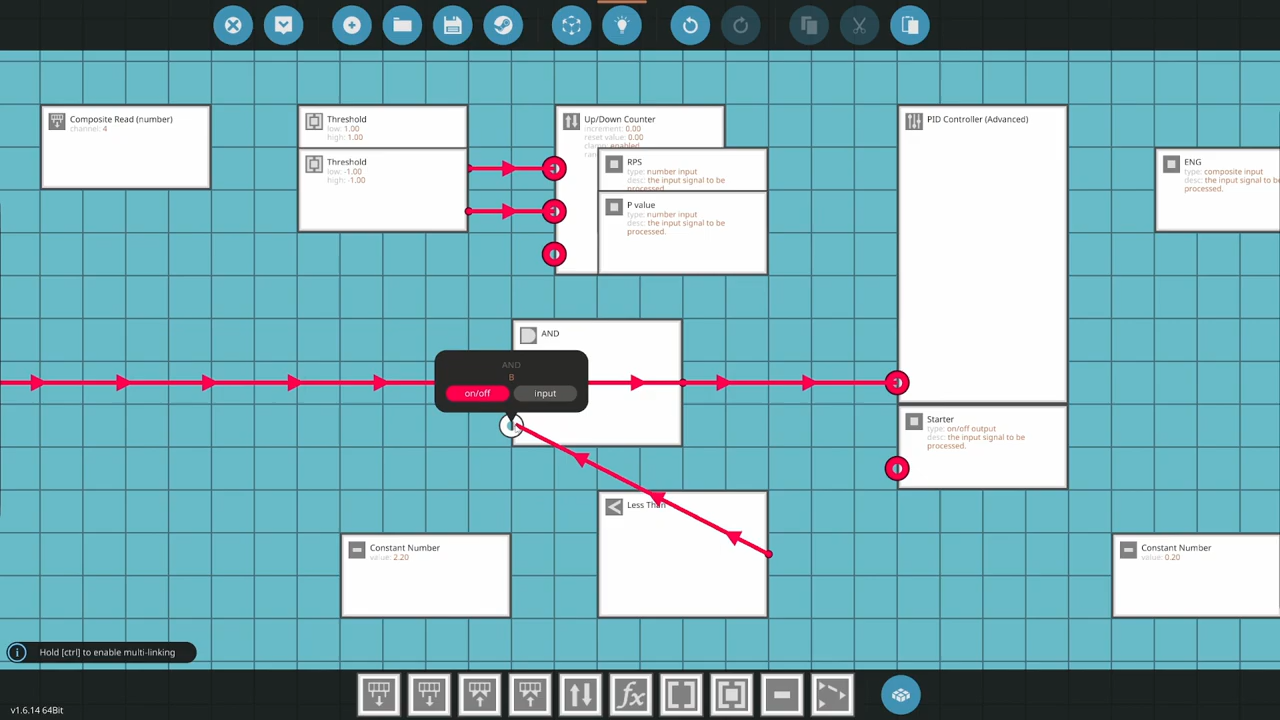 Composite Read (number)
channel: 4
Threshold
low: 1.00
high: 1.00
Threshold
low: -1.00
high: -1.00
Up/Down Counter
increment: 0.00
reset value: 0.00
clamp: enabled
RPS
type: number input
desc: the input signal to be
processed.
P value
type: number input
desc: the input signal to be
processed.
PID Controller (Advanced)
ENG
type: composite input
desc: the input signal to be
processed.
AND
AND
B
on/off
input
Starter
type: on/off output
desc: the input signal to be
processed.
Less Than
Constant Number
value: 2.20
Constant Number
value: 0.20
Hold [ctrl] to enable multi-linking
fx
v1.6.14 64Bit